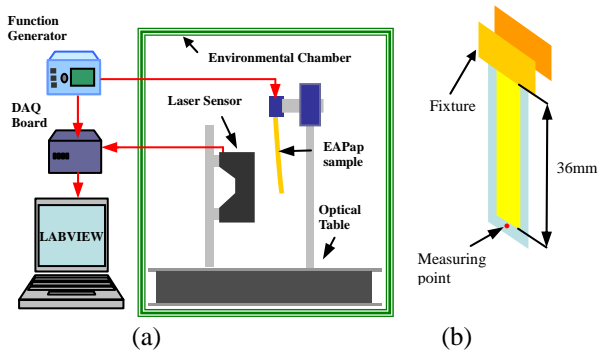 Function
Generator
DAQ
Board
LABVIEW
Environmental Chamber
Laser Sensor
EAPap
sample
Optical
Table
(a)
Fixture
36mm
Measuring
point
(b)